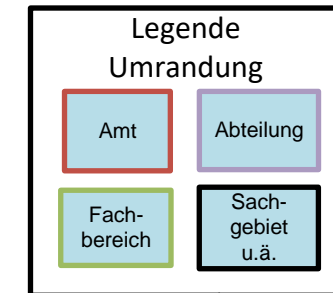 Legende
Umrandung
Amt
Abteilung
Fach-
bereich
Sach-
gebiet
u.ä.